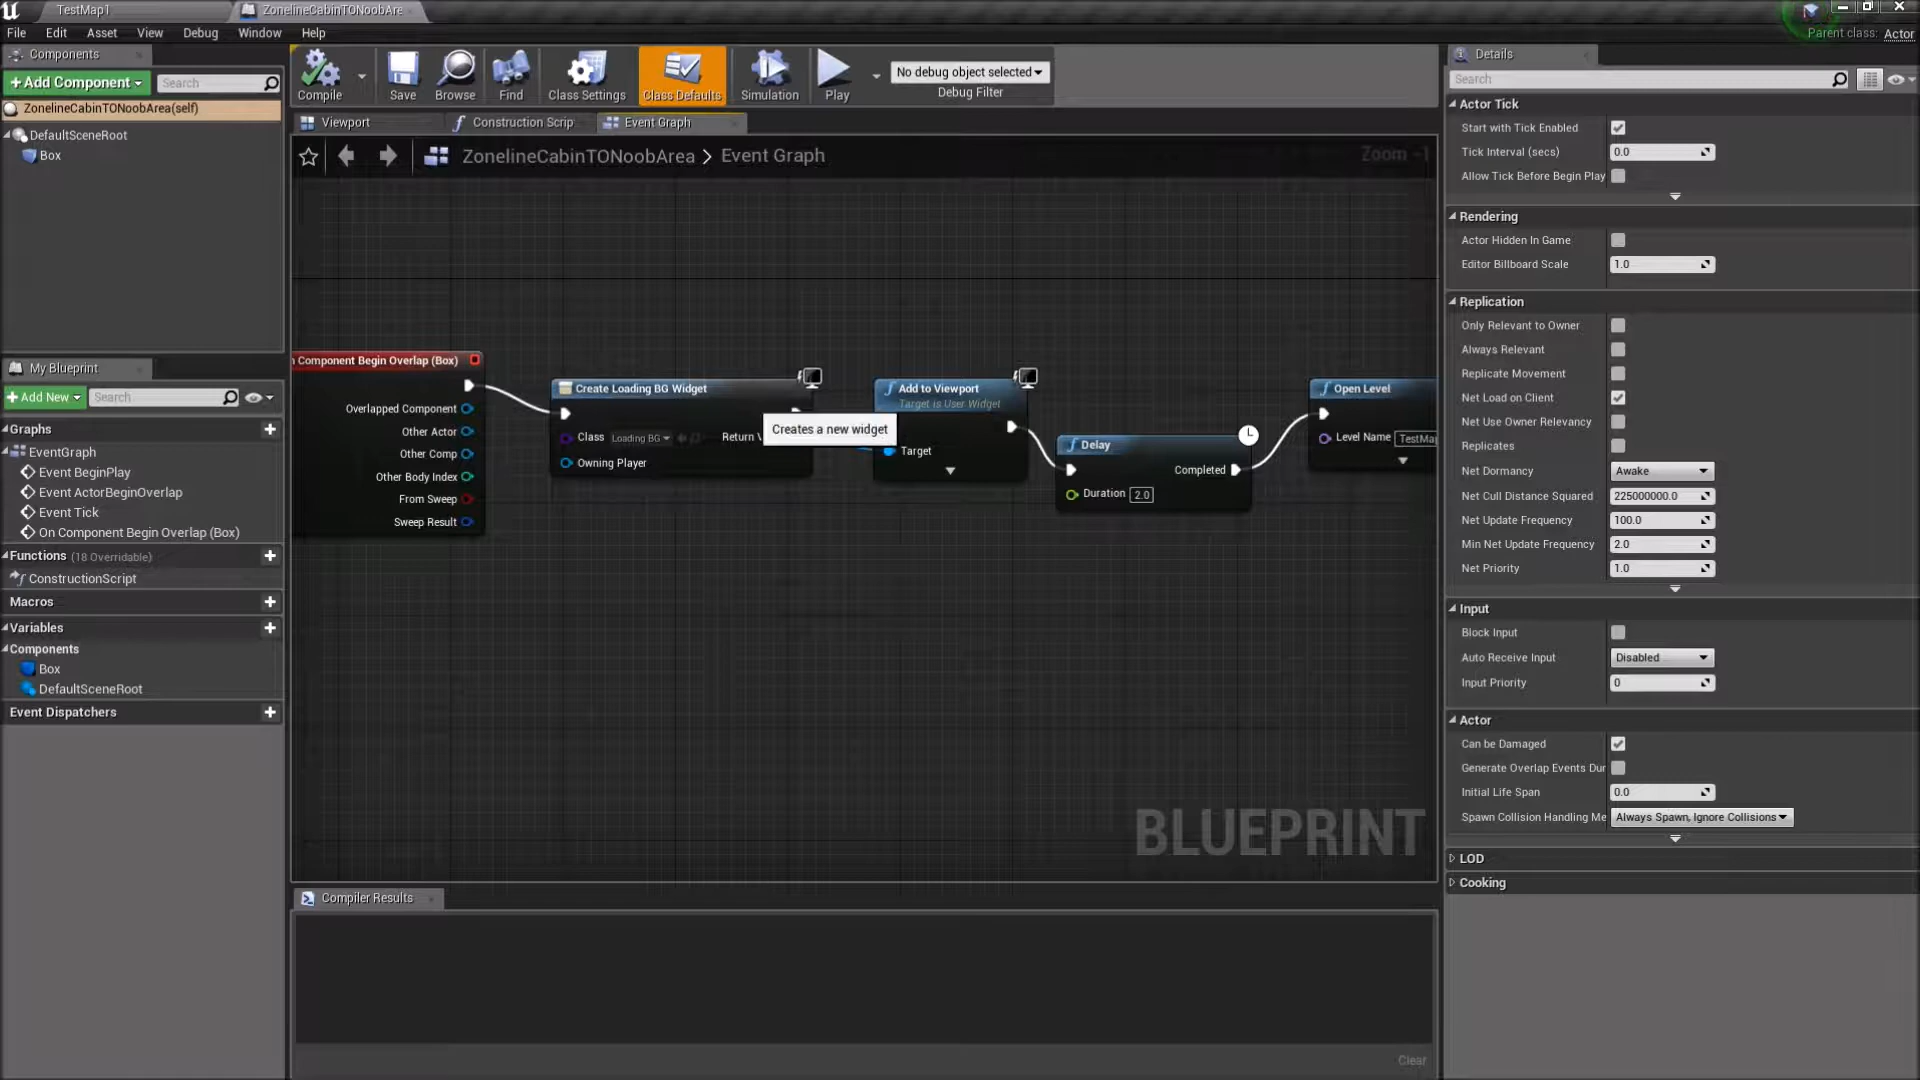 TestMap1
ZonelineCabinTONoobAre
File Edit Asset View Debug Window Help
Parent class: Actor
Components
+Add Component
Search
ZonelineCabinTONoobArea(self)
DefaultSceneRoot
Box
My Blueprint
+Add New
Search
Graphs
EventGraph
Event BeginPlay
Event ActorBeginOverlap
Event Tick
On Component Begin Overlap (Box)
Functions (18 Overridable)
ConstructionScript
Macros
Variables
Components
Box
DefaultSceneRoot
Event Dispatchers
Compile
Save
Browse
Find
Class Settings
Class Defaults
Simulation
Play
No debug object selected
Debug Filter
Viewport
Construction Scrip
Event Graph
ZonelineCabinTONoobArea > Event Graph
Zoom -1
Component Begin Overlap (Box)
Overlapped Component
Other Actor
Other Comp
Other Body Index
From Sweep
Sweep Result
Create Loading BG Widget
Class Loading BG
Return V
Owning Player
Creates a new widget
Add to Viewport
Target is User Widget
Target
Delay
Completed
Duration 2.0
Open Level
Level Name TestMap
BLUEPRINT
Compiler Results
Clear
Details
Search
Actor Tick
Start with Tick Enabled
Tick Interval (secs) 0.0
Allow Tick Before Begin Play
Rendering
Actor Hidden In Game
Editor Billboard Scale 1.0
Replication
Only Relevant to Owner
Always Relevant
Replicate Movement
Net Load on Client
Net Use Owner Relevancy
Replicates
Net Dormancy Awake
Net Cull Distance Squared 225000000.0
Net Update Frequency 100.0
Min Net Update Frequency 2.0
Net Priority 1.0
Input
Block Input
Auto Receive Input Disabled
Input Priority 0
Actor
Can be Damaged
Generate Overlap Events Dur
Initial Life Span 0.0
Spawn Collision Handling Me Always Spawn, Ignore Collisions
LOD
Cooking